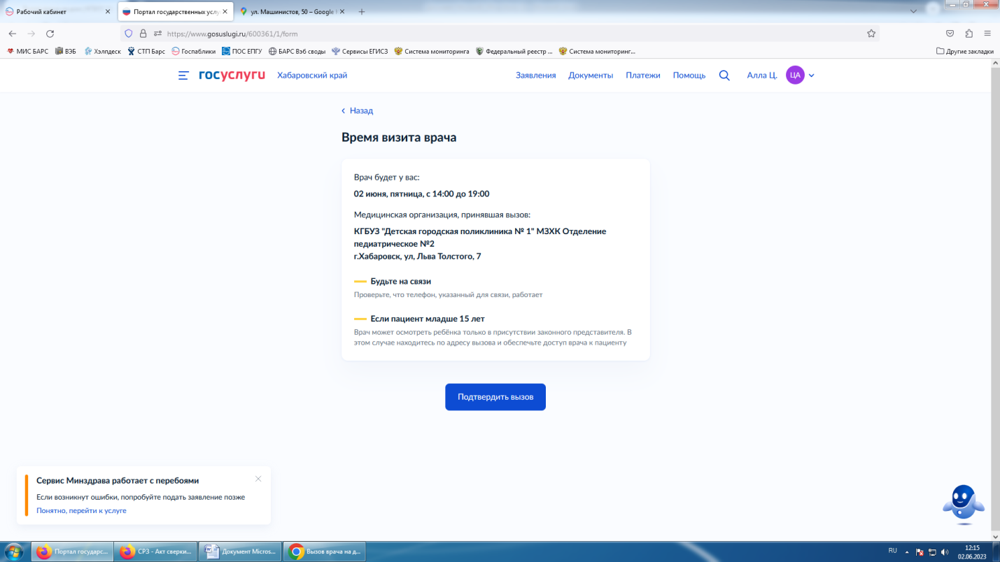 Рабочий кабинет
Портал государственных услу
ул. Машинистов, 50 – Google
https://www.gosuslugi.ru/600361/1/form
МИС БАРС ВЭБ Хэлпдеск СТП Барс Госпаблики ПОС ЕПГУ БАРС Вэб своды Сервисы ЕГИСЗ Система мониторинга Федеральный реестр ... Система мониторинг... Другие закладки
госуслуги Хабаровский край Заявления Документы Платежи Помощь Алла Ц. ЦА
Назад
Время визита врача
Врач будет у вас:
02 июня, пятница, с 14:00 до 19:00
Медицинская организация, принявшая вызов:
КГБУЗ "Детская городская поликлиника № 1" МЗХК Отделение
педиатрическое №2
г.Хабаровск, ул, Льва Толстого, 7
Будьте на связи
Проверьте, что телефон, указанный для связи, работает
Если пациент младше 15 лет
Врач может осмотреть ребёнка только в присутствии законного представителя. В
этом случае находитесь по адресу вызова и обеспечьте доступ врача к пациенту
Подтвердить вызов
Сервис Минздрава работает с перебоями
Если возникнут ошибки, попробуйте подать заявление позже
Понятно, перейти к услуге
Портал государс... СРЗ - Акт сверки... Документ Micros... Вызов врача на д... RU 12:15
02.06.2023